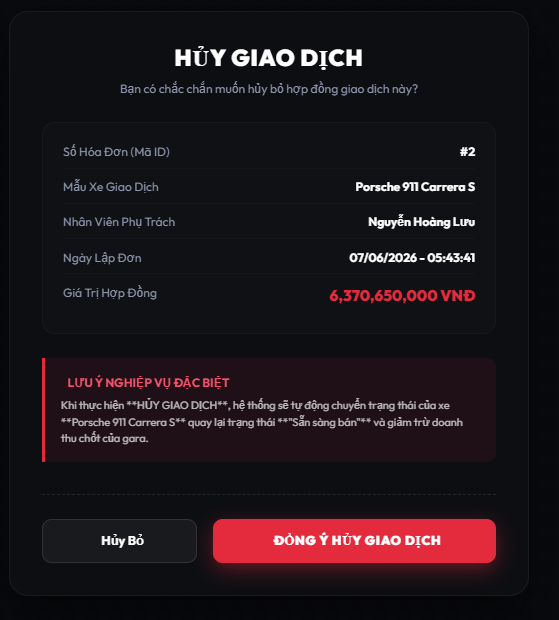 HỦY GIAO DỊCH
Bạn có chắc chắn muốn hủy bỏ hợp đồng giao dịch này?
Số Hóa Đơn (Mã ID) #2
Mẫu Xe Giao Dịch Porsche 911 Carrera S
Nhân Viên Phụ Trách Nguyễn Hoàng Lưu
Ngày Lập Đơn 07/06/2026 - 05:43:41
Giá Trị Hợp Đồng 6,370,650,000 VNĐ
LƯU Ý NGHIỆP VỤ ĐẶC BIỆT
Khi thực hiện **HỦY GIAO DỊCH**, hệ thống sẽ tự động chuyển trạng thái của xe
**Porsche 911 Carrera S** quay lại trạng thái **"Sẵn sàng bán"** và giảm trừ doanh
thu chốt của gara.
Hủy Bỏ ĐỒNG Ý HỦY GIAO DỊCH